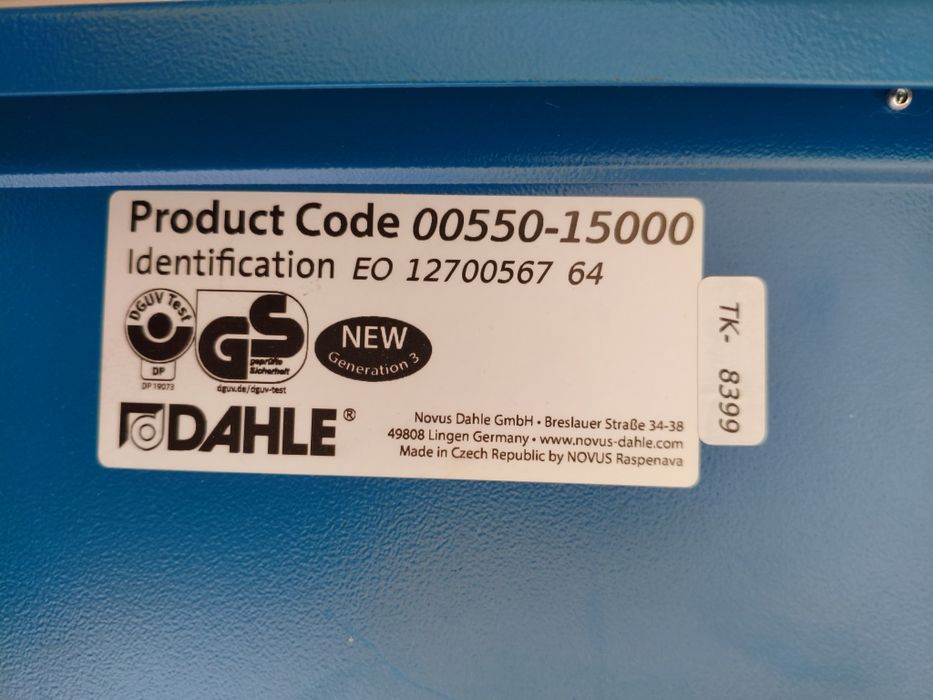 Product Code 00550-15000
Identification EO 12700567 64
DGUV Test
DP
DP 19073
GS
geprüfte
Sicherheit
dguv.de/dguv-test
NEW
Generation 3
DAHLE®
Novus Dahle GmbH • Breslauer Straße 34-38
49808 Lingen Germany • www.novus-dahle.com
Made in Czech Republic by NOVUS Raspenava
TK- 8399